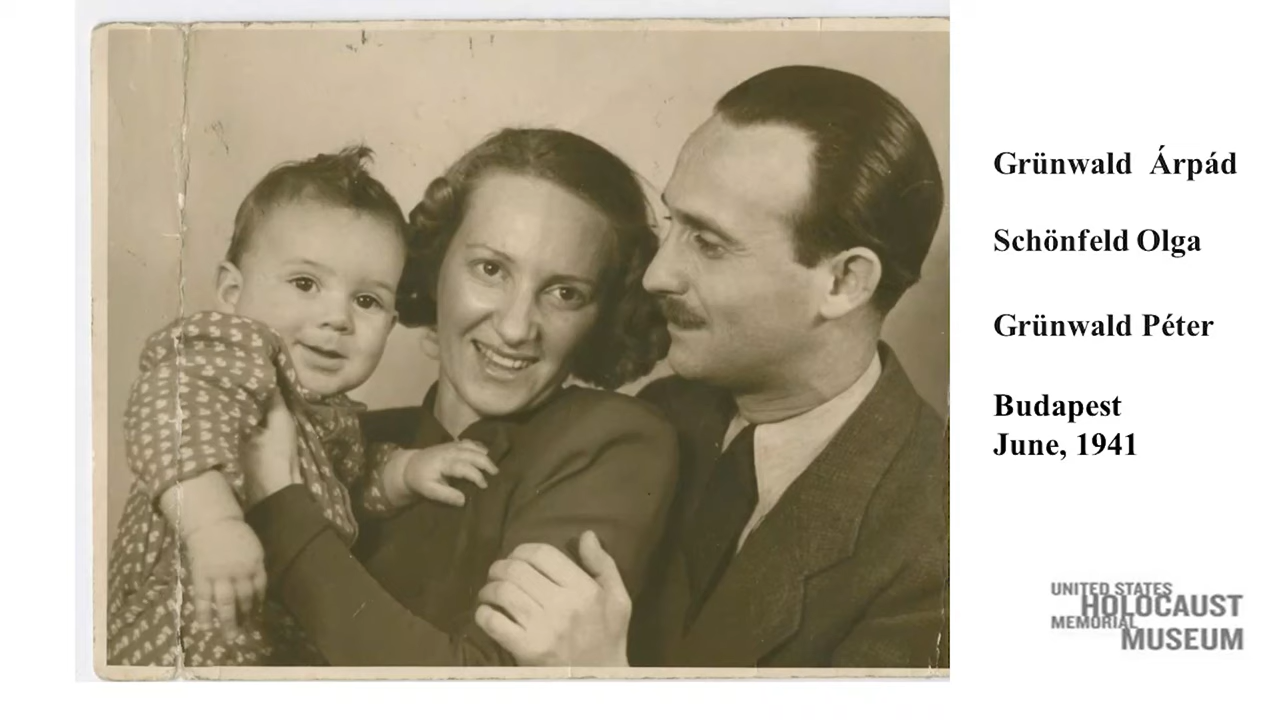 Grünwald Árpád
Schönfeld Olga
Grünwald Péter
Budapest
June, 1941
UNITED STATES
HOLOCAUST
MEMORIAL
MUSEUM